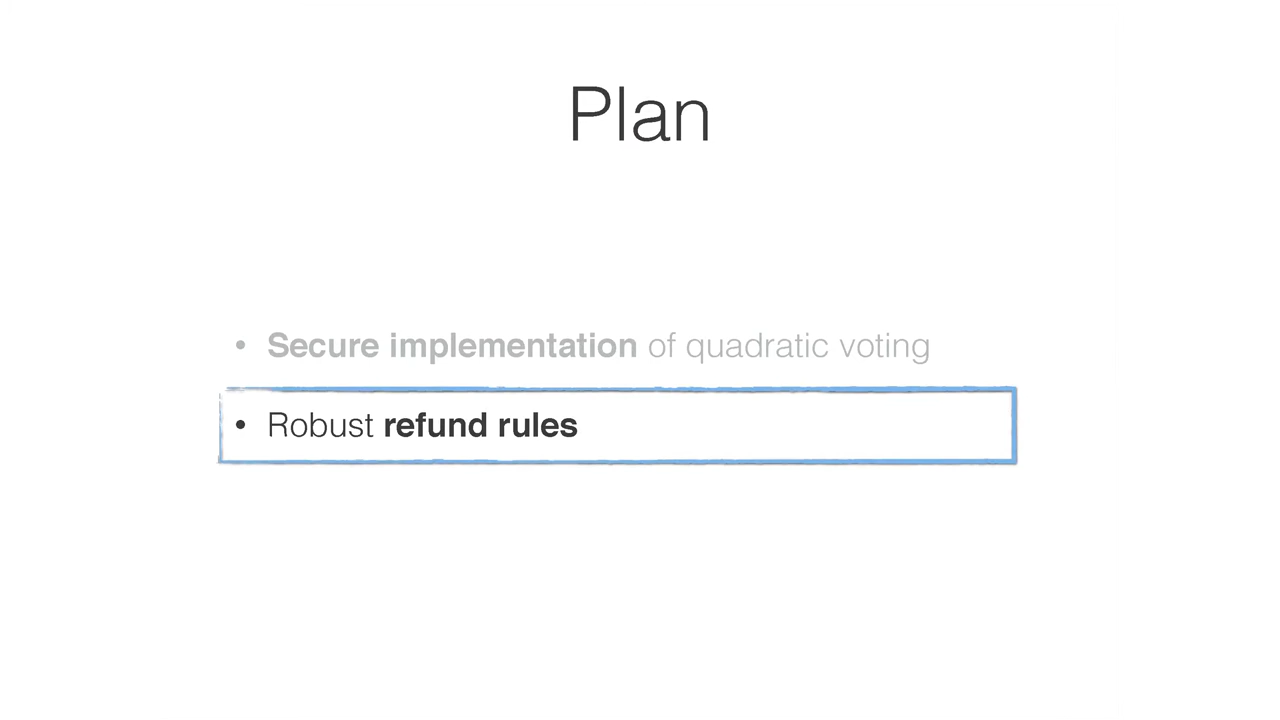 Plan
• Secure implementation of quadratic voting
• Robust refund rules